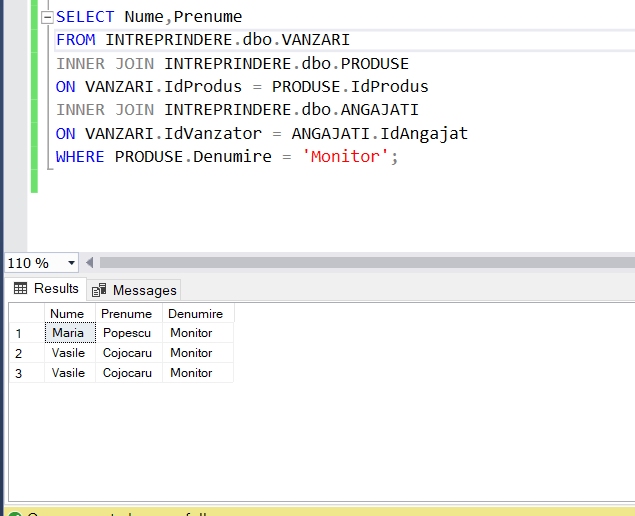 SELECT Nume,Prenume
FROM INTREPRINDERE.dbo.VANZARI
INNER JOIN INTREPRINDERE.dbo.PRODUSE
ON VANZARI.IdProdus = PRODUSE.IdProdus
INNER JOIN INTREPRINDERE.dbo.ANGAJATI
ON VANZARI.IdVanzator = ANGAJATI.IdAngajat
WHERE PRODUSE.Denumire = 'Monitor';
110 %
Results Messages
Nume Prenume Denumire
1 Maria Popescu Monitor
2 Vasile Cojocaru Monitor
3 Vasile Cojocaru Monitor